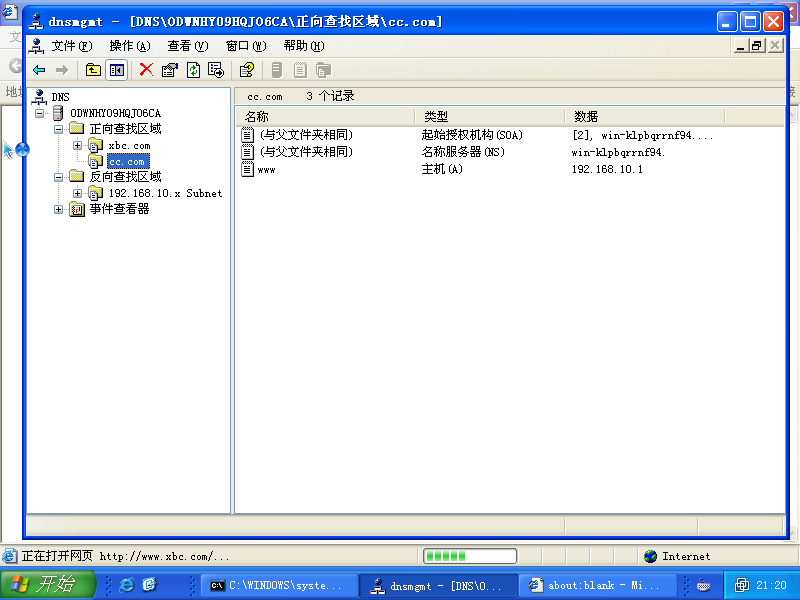 dnsmgmt - [DNS\ODWNHYO9HQJO6CA\正向查找区域\cc.com]
文件(F) 操作(A) 查看(V) 窗口(W) 帮助(H)
DNS
ODWNHYO9HQJO6CA
正向查找区域
xbc.com
cc.com
反向查找区域
192.168.10.x Subnet
事件查看器
cc.com 3 个记录
名称 类型 数据
(与父文件夹相同) 起始授权机构(SOA) [2], win-klpbqrrnf94....
(与父文件夹相同) 名称服务器(NS) win-klpbqrrnf94.
www 主机(A) 192.168.10.1
正在打开网页 http://www.xbc.com/... Internet
开始 C:\WINDOWS\syste... dnsmgmt - [DNS\O... about:blank - Mi... 21:20